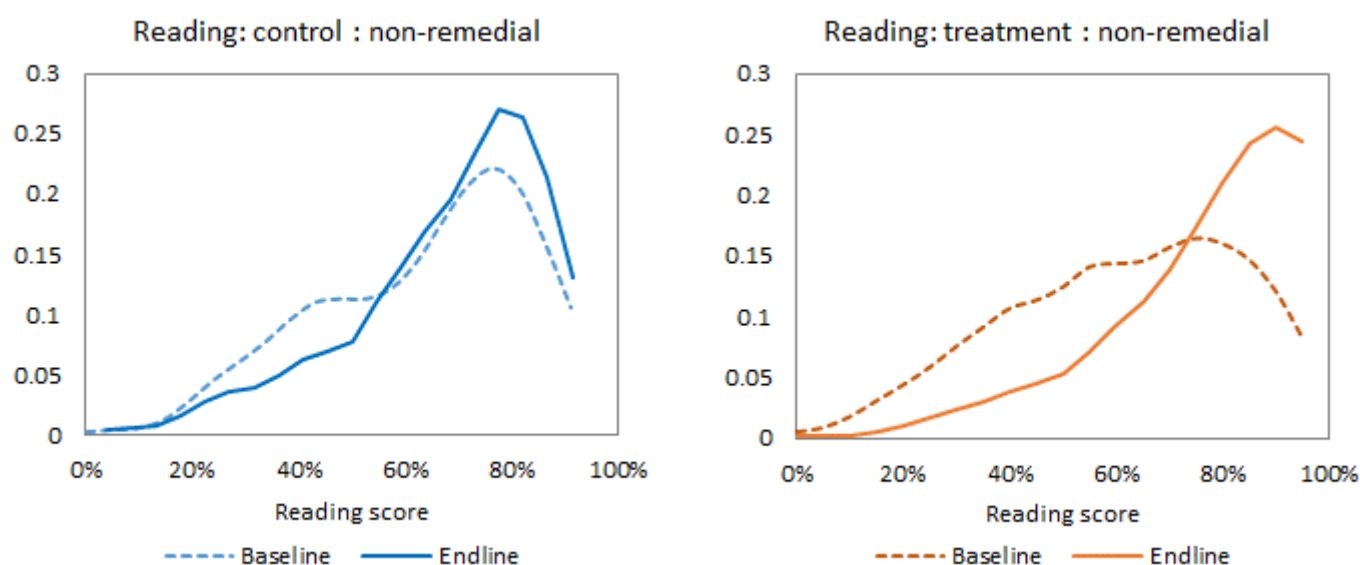 Reading: control : non-remedial
0.3
0.25
0.2
0.15
0.1
0.05
0
0% 20% 40% 60% 80% 100%
Reading score
Baseline Endline
Reading: treatment : non-remedial
0.3
0.25
0.2
0.15
0.1
0.05
0
0% 20% 40% 60% 80% 100%
Reading score
Baseline Endline